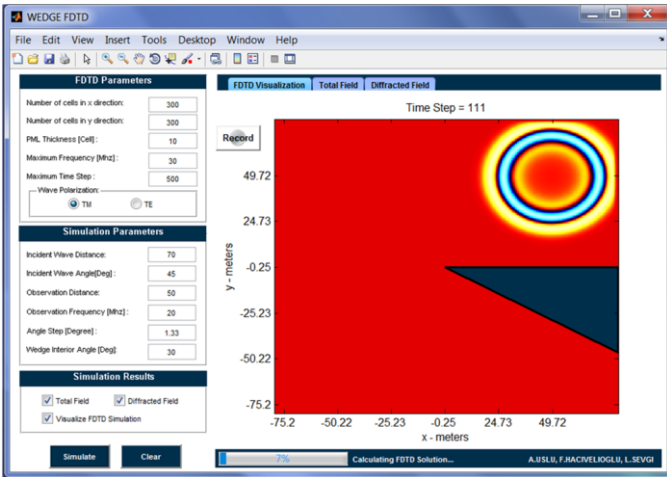 WEDGE FDTD
File Edit View Insert Tools Desktop Window Help
FDTD Parameters
Number of cells in x direction: 300
Number of cells in y direction: 300
PML Thickness [Cell] : 10
Maximum Frequency [Mhz] : 30
Maximum Time Step : 500
Wave Polarization:
TM TE
Simulation Parameters
Incident Wave Distance: 70
Incident Wave Angle[Deg] : 45
Observation Distance: 50
Observation Frequency [Mhz] : 20
Angle Step [Degree] : 1.33
Wedge Interior Angle [Deg]: 30
Simulation Results
Total Field Diffracted Field
Visualize FDTD Simulation
Simulate Clear
FDTD Visualization Total Field Diffracted Field
Time Step = 111
Record
49.72
24.73
-0.25
-25.23
-50.22
-75.2
y - meters
-75.2 -50.22 -25.23 -0.25 24.73 49.72
x - meters
7% Calculating FDTD Solution... A.USLU, F.HACIVELIOGLU, L.SEVGI